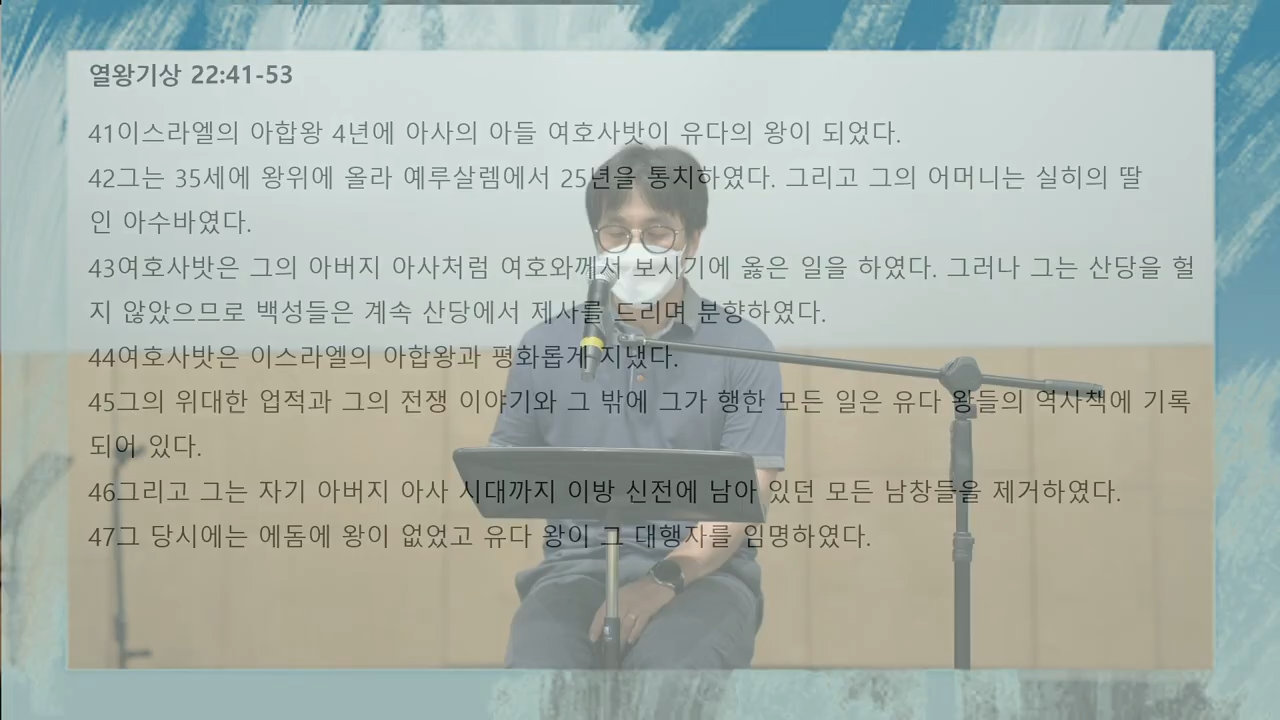 열왕기상 22:41-53
41이스라엘의 아합왕 4년에 아사의 아들 여호사밧이 유다의 왕이 되었다.
42그는 35세에 왕위에 올라 예루살렘에서 25년을 통치하였다. 그리고 그의 어머니는 실히의 딸
인 아수바였다.
43여호사밧은 그의 아버지 아사처럼 여호와께서 보시기에 옳은 일을 하였다. 그러나 그는 산당을 헐
지 않았으므로 백성들은 계속 산당에서 제사를 드리며 분향하였다.
44여호사밧은 이스라엘의 아합왕과 평화롭게 지냈다.
45그의 위대한 업적과 그의 전쟁 이야기와 그 밖에 그가 행한 모든 일은 유다 왕들의 역사책에 기록
되어 있다.
46그리고 그는 자기 아버지 아사 시대까지 이방 신전에 남아 있던 모든 남창들을 제거하였다.
47그 당시에는 에돔에 왕이 없었고 유다 왕이 그 대행자를 임명하였다.